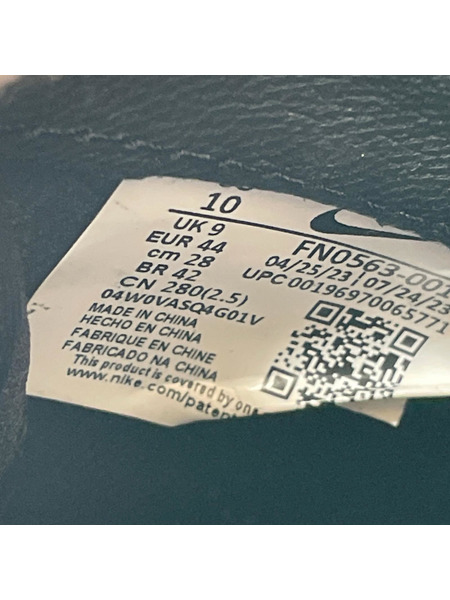 10
UK 9
EUR 44
cm 28
BR 42
CN 280(2.5)
04W0VASQ4G01V
MADE IN CHINA
HECHO EN CHINA
FABRIQUE EN CHINE
FABRICADO NA CHINA
This product is covered by one
www.nike.com/patent
FN0563-001
04/25/23 | 07/24/23
UPC 00196970065771